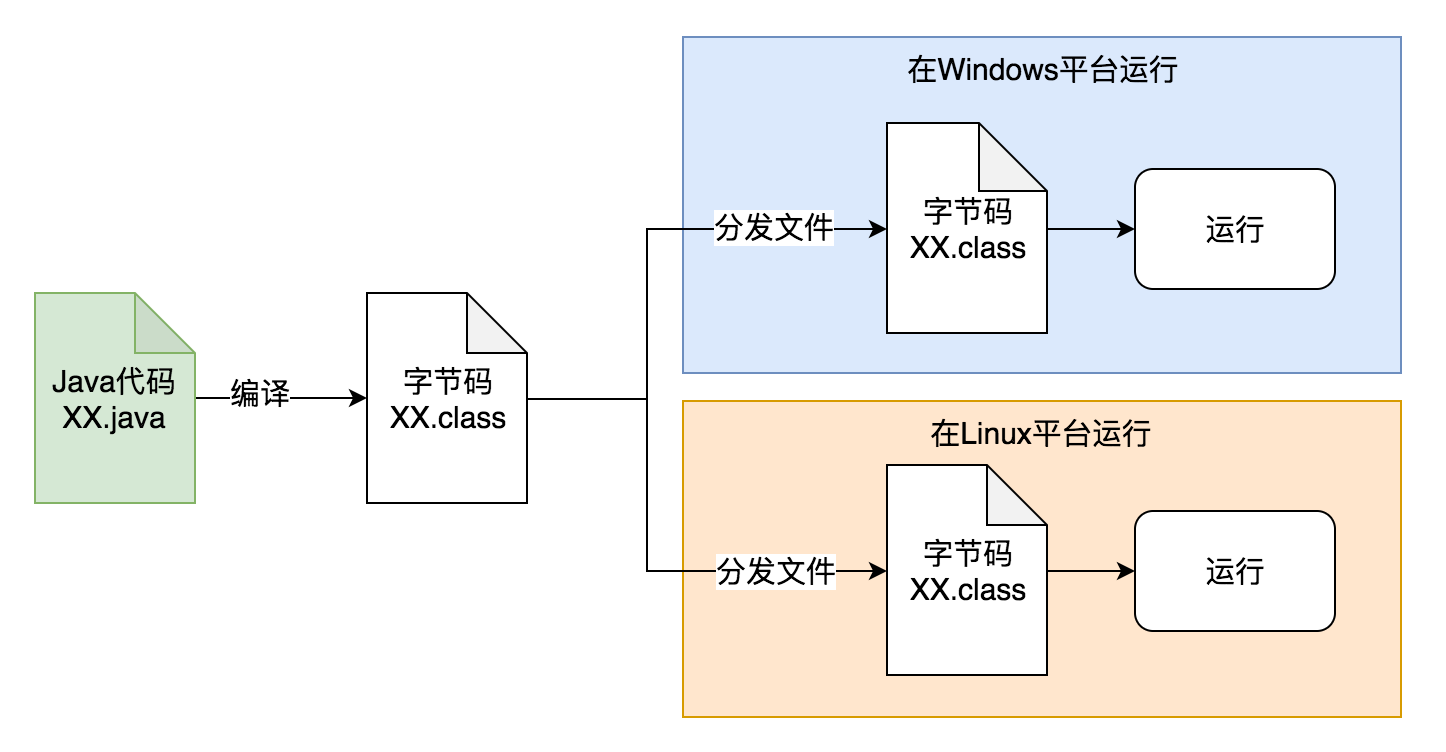 Java代码
XX.java
编译
字节码
XX.class
在Windows平台运行
分发文件
字节码
XX.class
运行
在Linux平台运行
分发文件
字节码
XX.class
运行